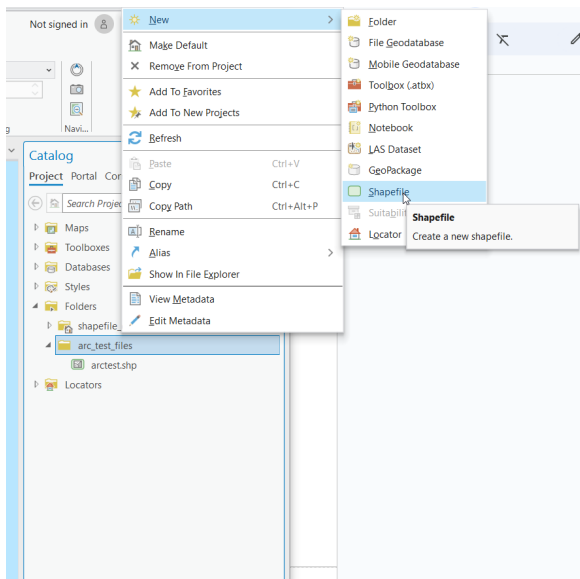 Not signed in
Navi...
Catalog
Project Portal Con
Search Projec
Maps
Toolboxes
Databases
Styles
Folders
shapefile_
arc_test_files
arctest.shp
Locators
New
Make Default
Remove From Project
Add To Favorites
Add To New Projects
Refresh
Paste Ctrl+V
Copy Ctrl+C
Copy Path Ctrl+Alt+P
Rename
Alias
Show In File Explorer
View Metadata
Edit Metadata
Folder
File Geodatabase
Mobile Geodatabase
Toolbox (.atbx)
Python Toolbox
Notebook
LAS Dataset
GeoPackage
Shapefile
Suitabilit
Locator
Shapefile
Create a new shapefile.